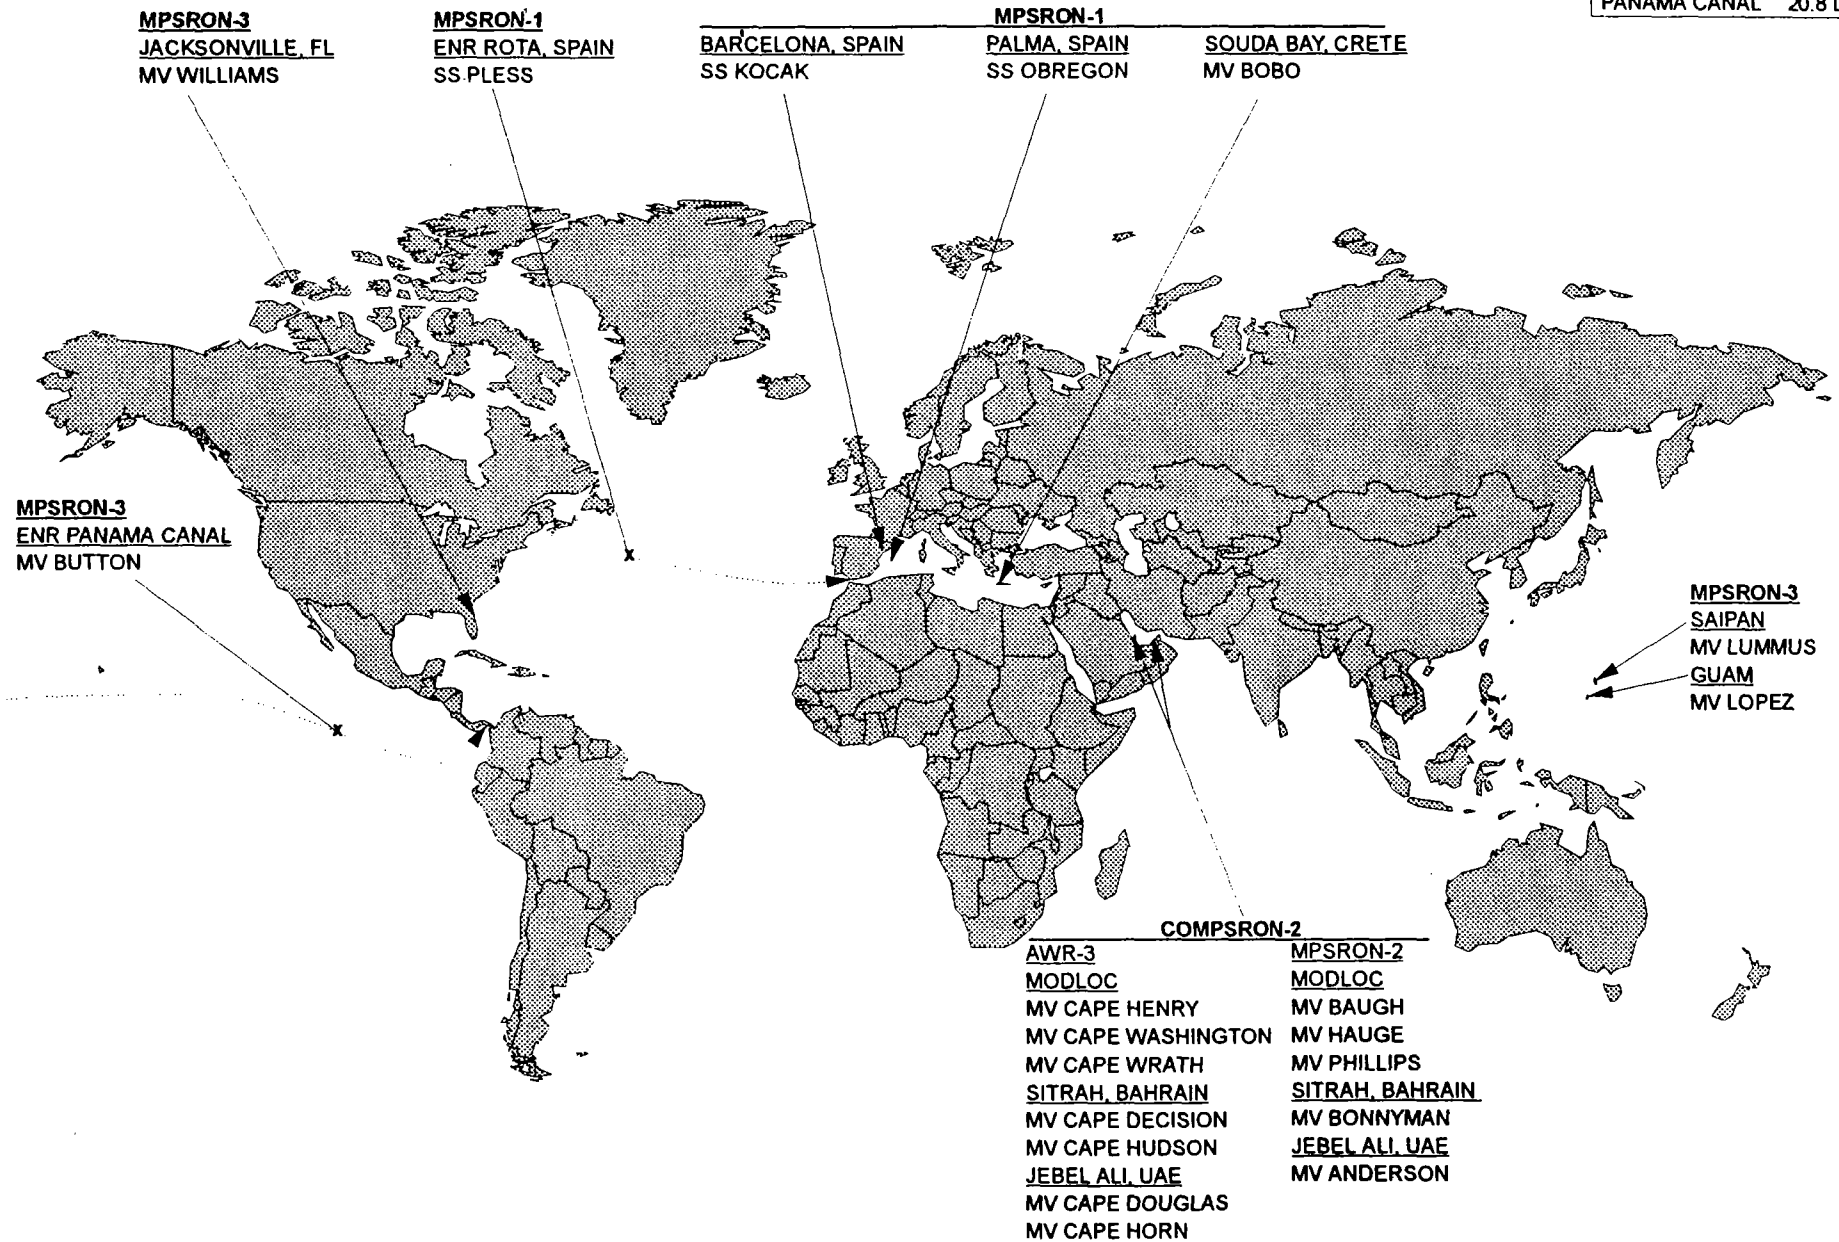 PANAMA CANAL 20.8
MPSRON-3
JACKSONVILLE, FL
MV WILLIAMS
MPSRON-1
ENR ROTA, SPAIN
SS PLESS
MPSRON-1
BARCELONA, SPAIN
SS KOCAK
PALMA, SPAIN
SS OBREGON
SOUDA BAY, CRETE
MV BOBO
MPSRON-3
ENR PANAMA CANAL
MV BUTTON
x
x
MPSRON-3
SAIPAN
MV LUMMUS
GUAM
MV LOPEZ
COMPSRON-2
AWR-3
MODLOC
MV CAPE HENRY
MV CAPE WASHINGTON
MV CAPE WRATH
SITRAH, BAHRAIN
MV CAPE DECISION
MV CAPE HUDSON
JEBEL ALI, UAE
MV CAPE DOUGLAS
MV CAPE HORN
MPSRON-2
MODLOC
MV BAUGH
MV HAUGE
MV PHILLIPS
SITRAH, BAHRAIN
MV BONNYMAN
JEBEL ALI, UAE
MV ANDERSON